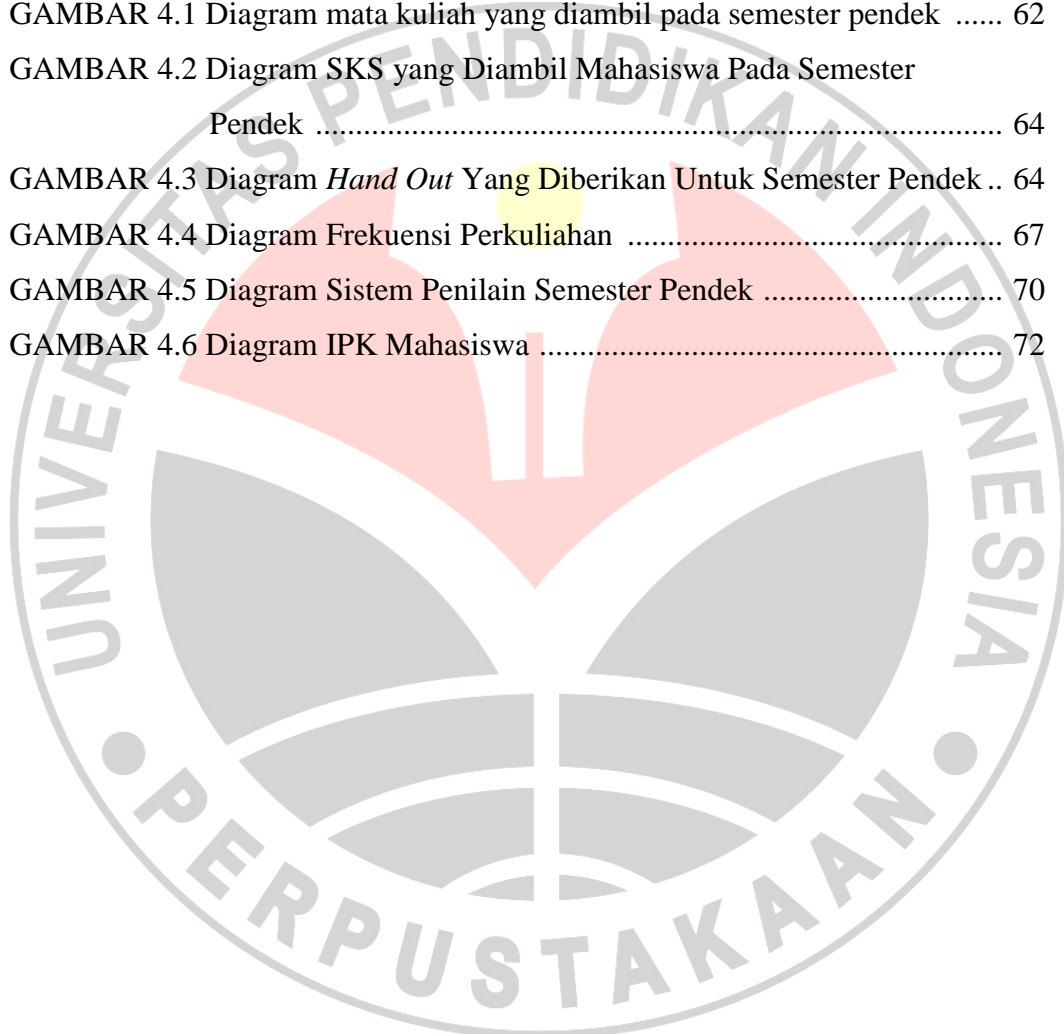 GAMBAR 4.1 Diagram mata kuliah yang diambil pada semester pendek ...... 62
GAMBAR 4.2 Diagram SKS yang Diambil Mahasiswa Pada Semester
Pendek .................................................................................... 64
GAMBAR 4.3 Diagram Hand Out Yang Diberikan Untuk Semester Pendek .. 64
GAMBAR 4.4 Diagram Frekuensi Perkuliahan .............................................. 67
GAMBAR 4.5 Diagram Sistem Penilain Semester Pendek ............................. 70
GAMBAR 4.6 Diagram IPK Mahasiswa ......................................................... 72
UNIVERSITAS PENDIDIKAN INDONESIA
PERPUSTAKAAN